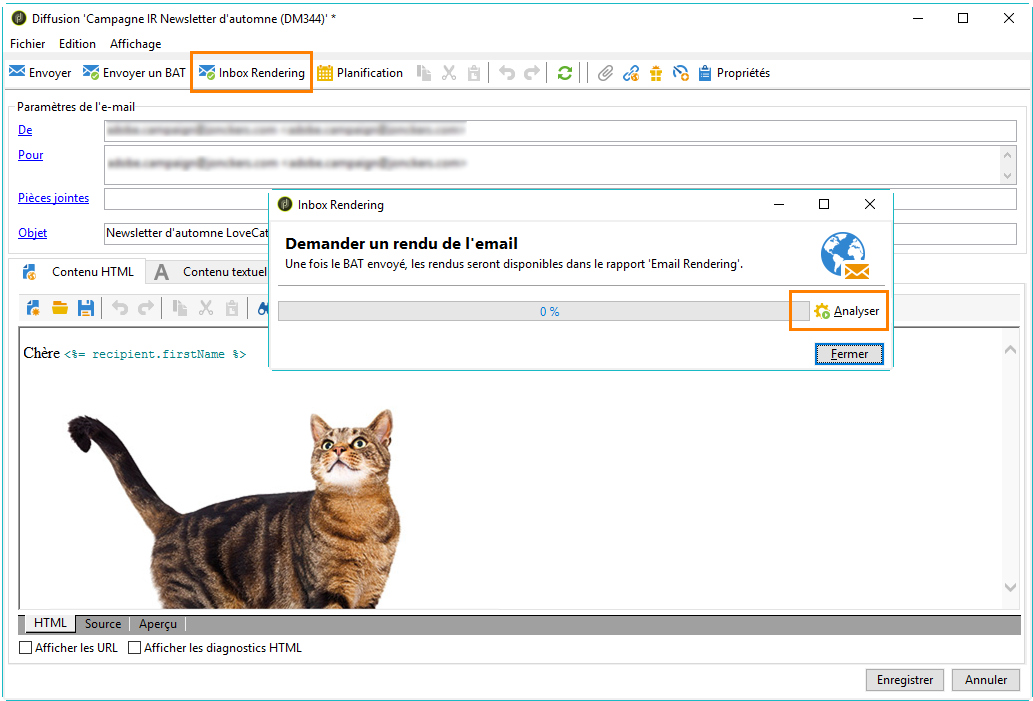 Diffusion 'Campagne IR Newsletter d'automne (DM344)' *
Fichier Edition Affichage
Envoyer Envoyer un BAT Inbox Rendering Planification Propriétés
Paramètres de l'e-mail
De
Pour
Pièces jointes
Objet Newsletter d'automne LoveCat
Inbox Rendering
Demander un rendu de l'email
Une fois le BAT envoyé, les rendus seront disponibles dans le rapport 'Email Rendering'.
0 % Analyser
Fermer
Contenu HTML A Contenu textuel
Chère <%= recipient.firstName %>
HTML Source Aperçu
Afficher les URL Afficher les diagnostics HTML
Enregistrer Annuler